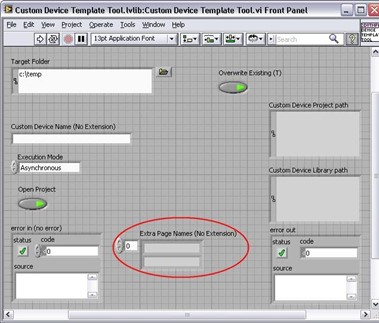 Custom Device Template Tool.lvlib:Custom Device Template Tool.vi Front Panel
File Edit View Project Operate Tools Window Help
13pt Application Font
Search
DEVICE
TEMPLATE
TOOL
Target Folder
c:\temp
Overwrite Existing (T)
Custom Device Project path
Custom Device Name (No Extension)
Execution Mode
Asynchronous
Custom Device Library path
Open Project
error in (no error)
status code
0
source
Extra Page Names (No Extension)
0
error out
status code
0
source